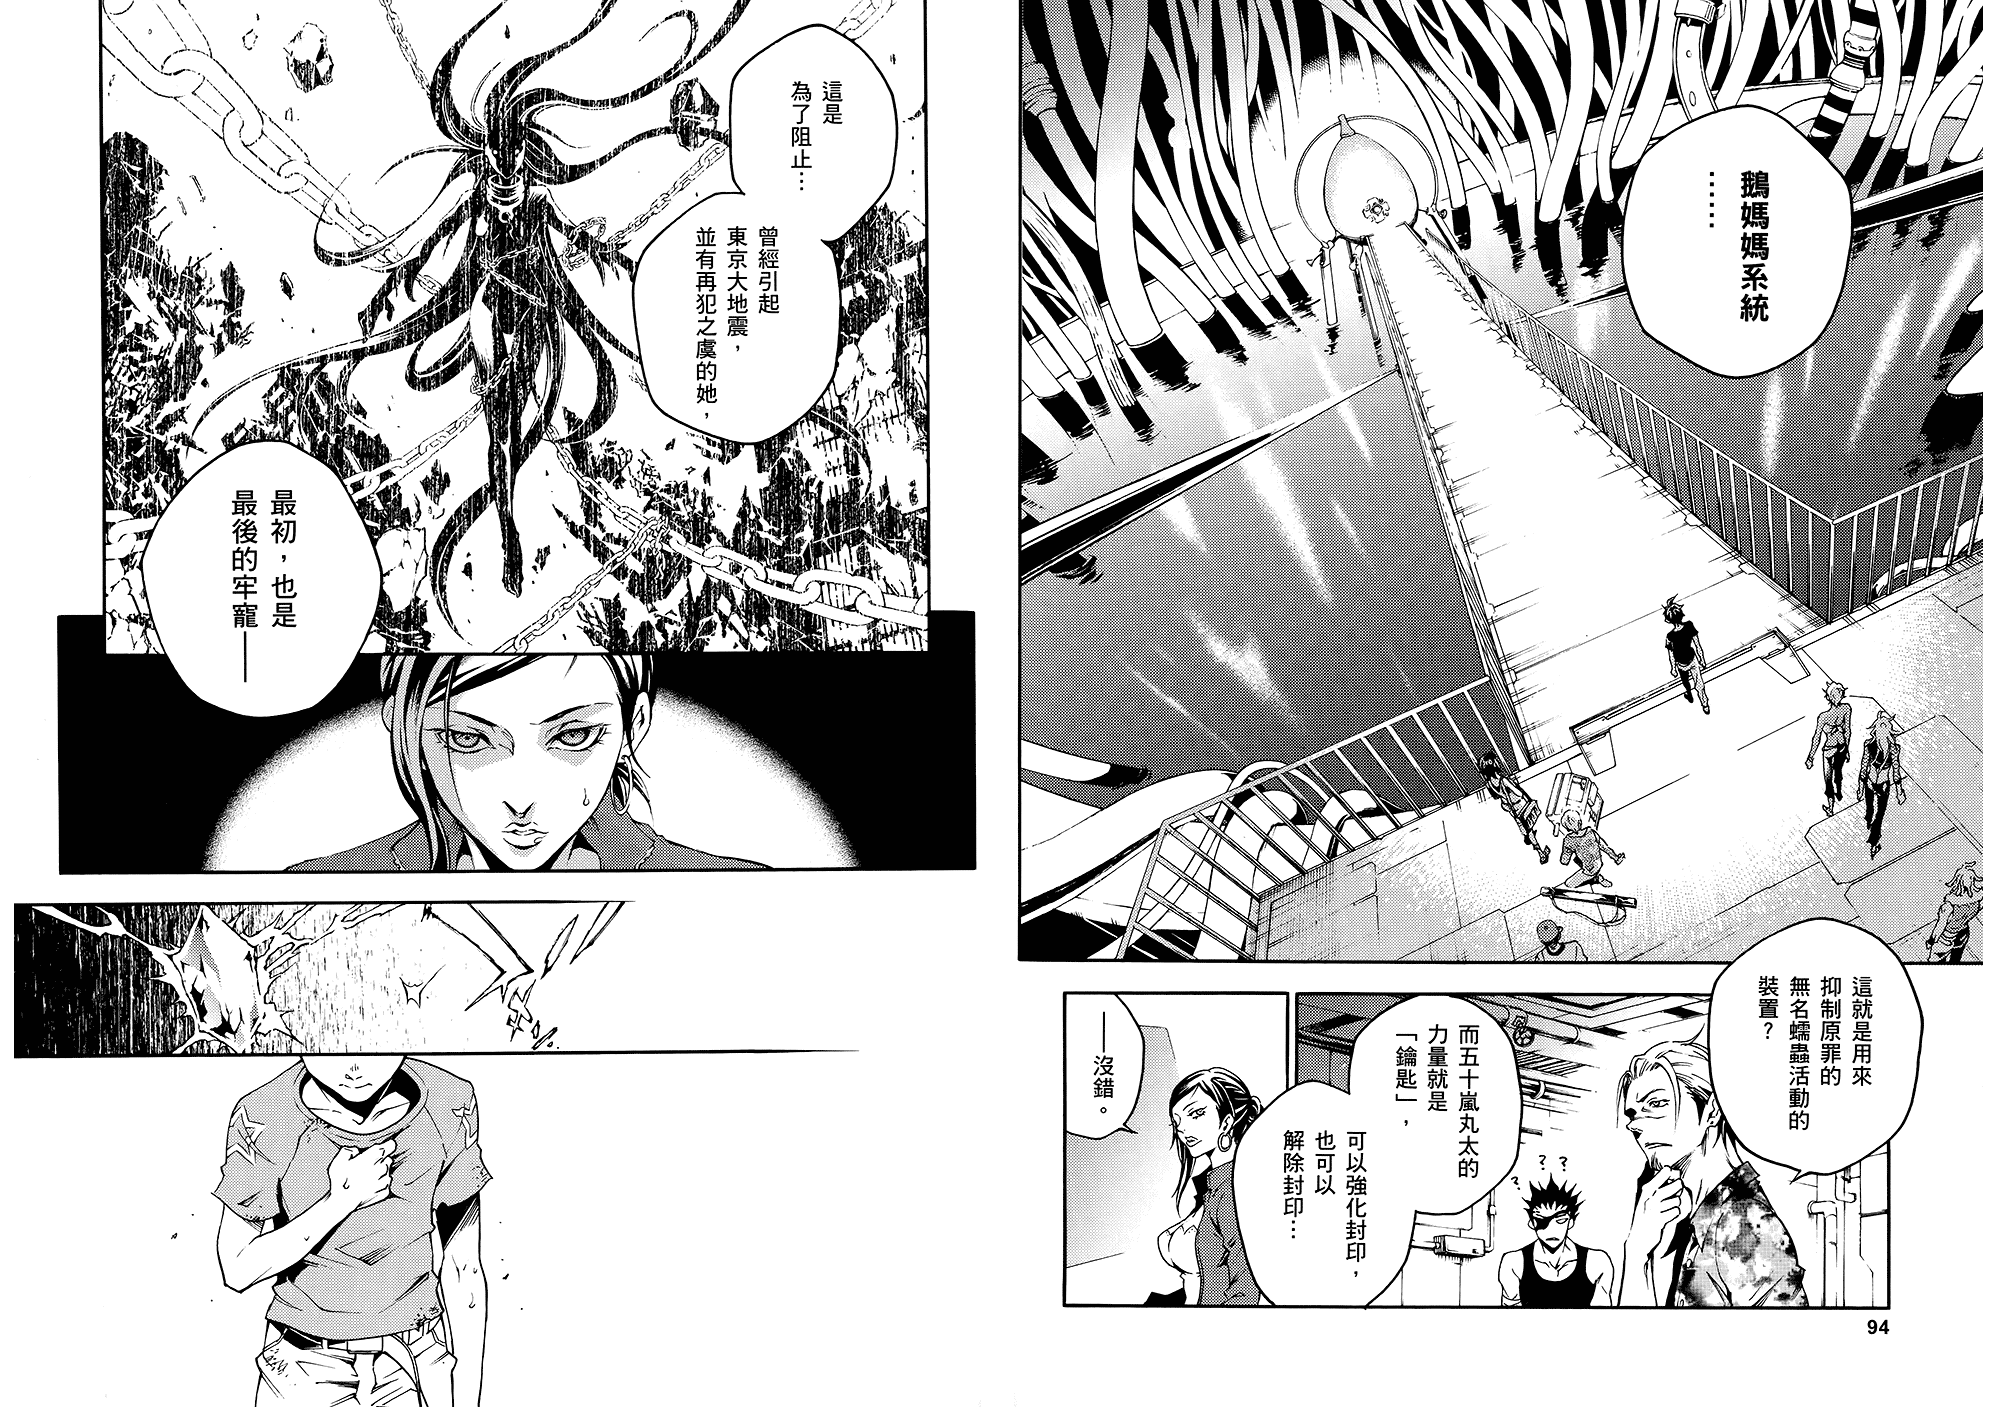 鵝媽媽系統
⋯⋯
這就是用來
抑制原罪的
無名蠕蟲活動的
裝置？
而五十嵐丸太的
力量就是
「鑰匙」，
可以強化封印，
也可以
解除封印…
——沒錯。
? ? ?
94
這是
為了阻止…
曾經引起
東京大地震，
並有再犯之虞的她，
最初，也是
最後的牢寵——